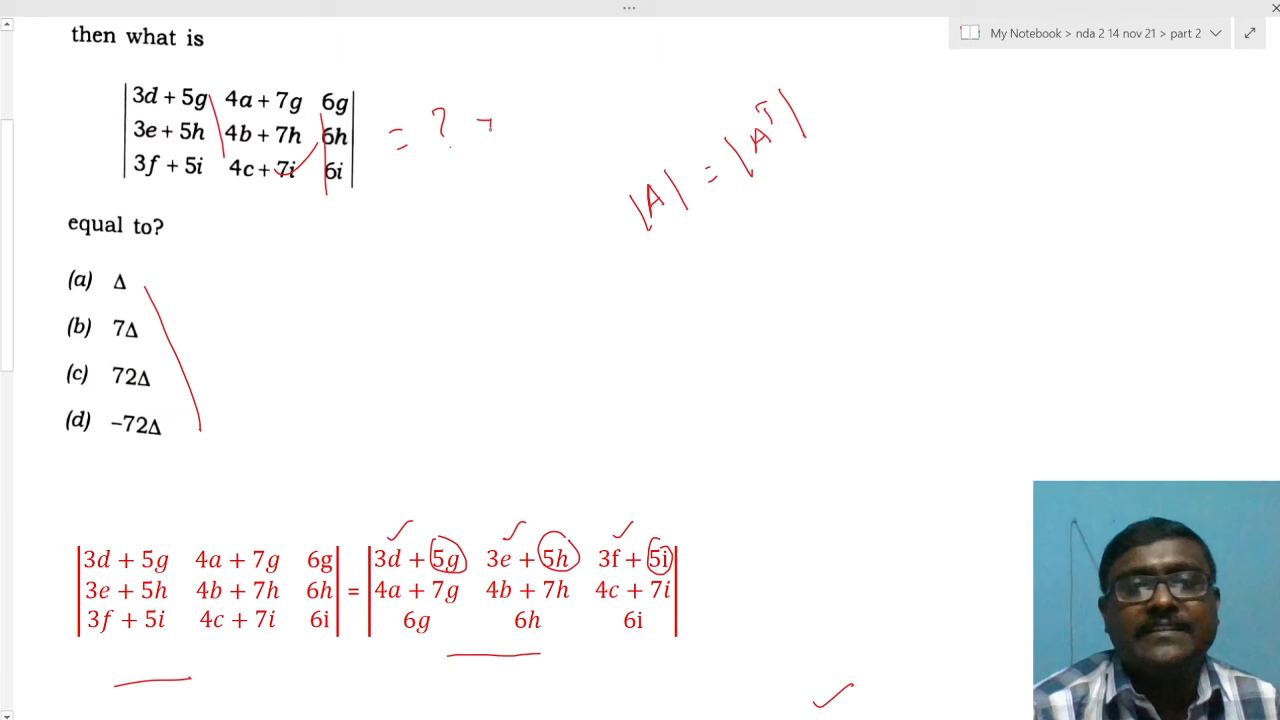 ...
My Notebook > nda 2 14 nov 21 > part 2
then what is
|3d + 5g 4a + 7g 6g|
|3e + 5h 4b + 7h 6h| = ?
|3f + 5i 4c + 7i 6i|
|A| = |Aᵀ|
equal to?
(a) Δ
(b) 7Δ
(c) 72Δ
(d) −72Δ
|3d + 5g 4a + 7g 6g| |3d + 5g 3e + 5h 3f + 5i|
|3e + 5h 4b + 7h 6h| = |4a + 7g 4b + 7h 4c + 7i|
|3f + 5i 4c + 7i 6i| |6g 6h 6i|